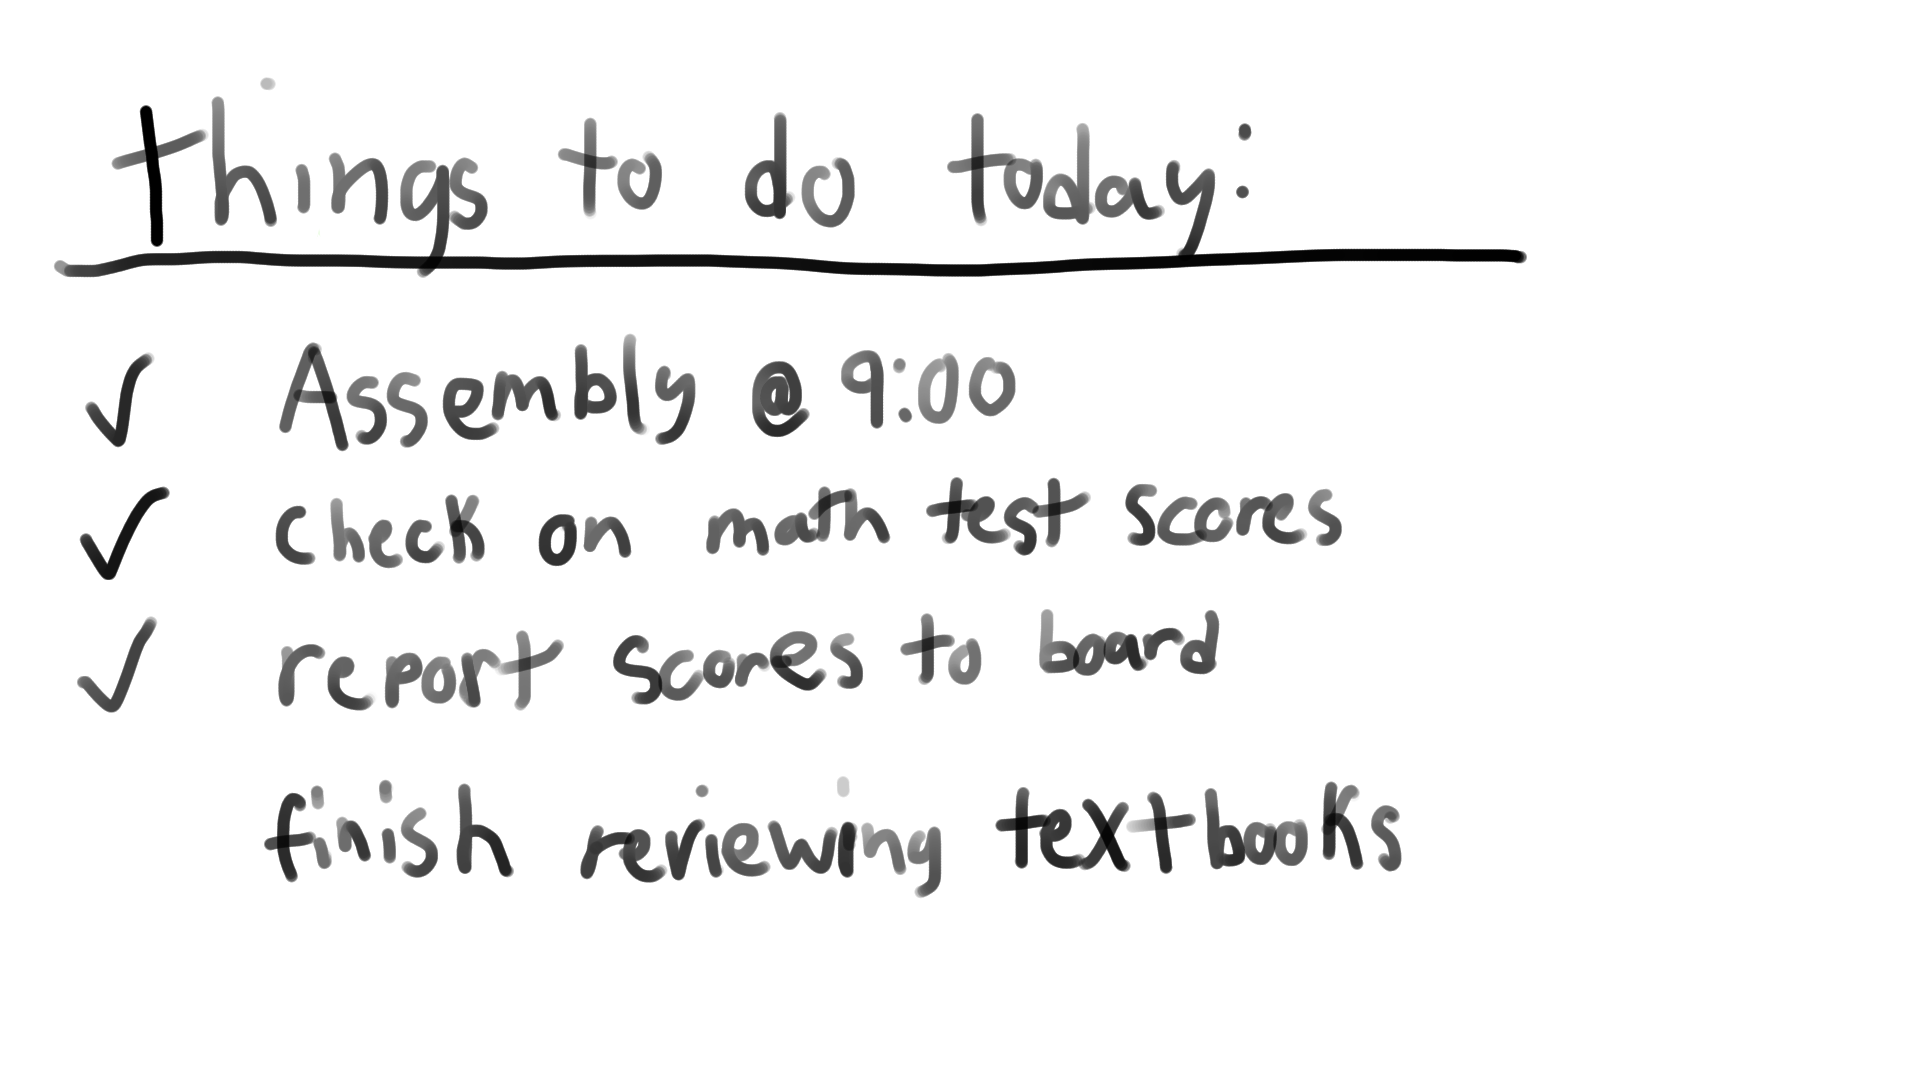 things to do today:
✓ Assembly @ 9:00
✓ check on math test scores
✓ report scores to board
finish reviewing textbooks